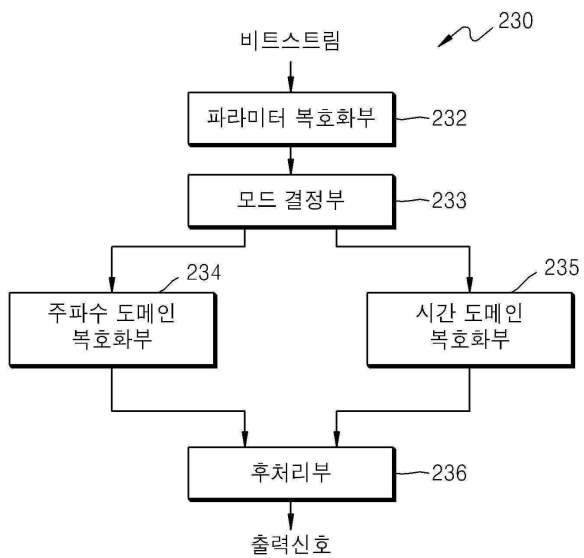 230
비트스트림
파라미터 복호화부
232
모드 결정부
233
234
주파수 도메인
복호화부
235
시간 도메인
복호화부
후처리부
236
출력신호